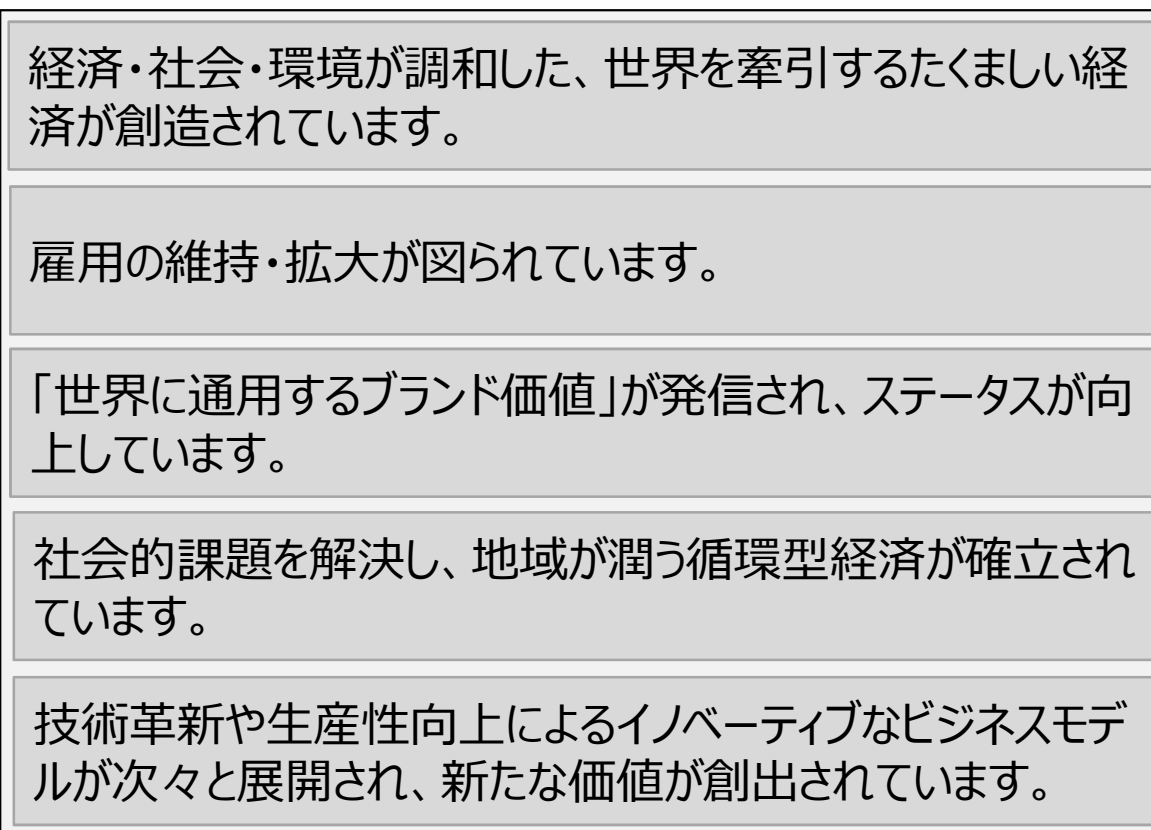 経済・社会・環境が調和した、世界を牽引するたくましい経
済が創造されています。
雇用の維持・拡大が図られています。
「世界に通用するブランド価値」が発信され、ステータスが向
上しています。
社会的課題を解決し、地域が潤う循環型経済が確立され
ています。
技術革新や生産性向上によるイノベーティブなビジネスモデ
ルが次々と展開され、新たな価値が創出されています。